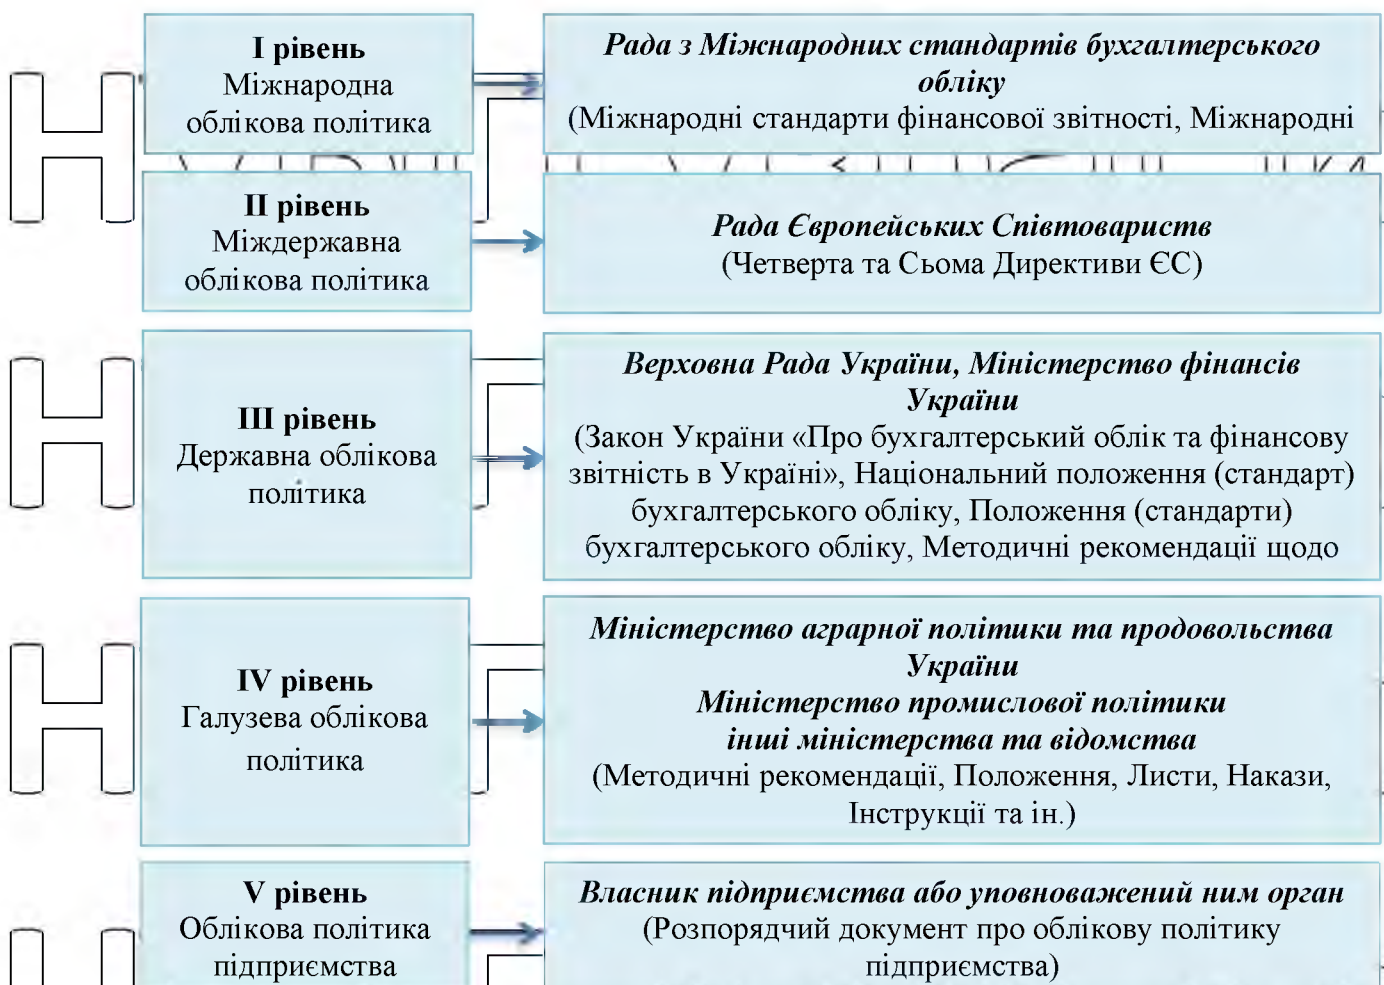 I рівень
Міжнародна
облікова політика
Рада з Міжнародних стандартів бухгалтерського
обліку
(Міжнародні стандарти фінансової звітності, Міжнародні
II рівень
Міждержавна
облікова політика
Рада Європейських Співтовариств
(Четверта та Сьома Директиви ЄС)
III рівень
Державна облікова
політика
Верховна Рада України, Міністерство фінансів
України
(Закон України «Про бухгалтерський облік та фінансову
звітність в Україні», Національний положення (стандарт)
бухгалтерського обліку, Положення (стандарти)
бухгалтерського обліку, Методичні рекомендації щодо
IV рівень
Галузева облікова
політика
Міністерство аграрної політики та продовольства
України
Міністерство промислової політики
інші міністерства та відомства
(Методичні рекомендації, Положення, Листи, Накази,
Інструкції та ін.)
V рівень
Облікова політика
підприємства
Власник підприємства або уповноважений ним орган
(Розпорядчий документ про облікову політику
підприємства)